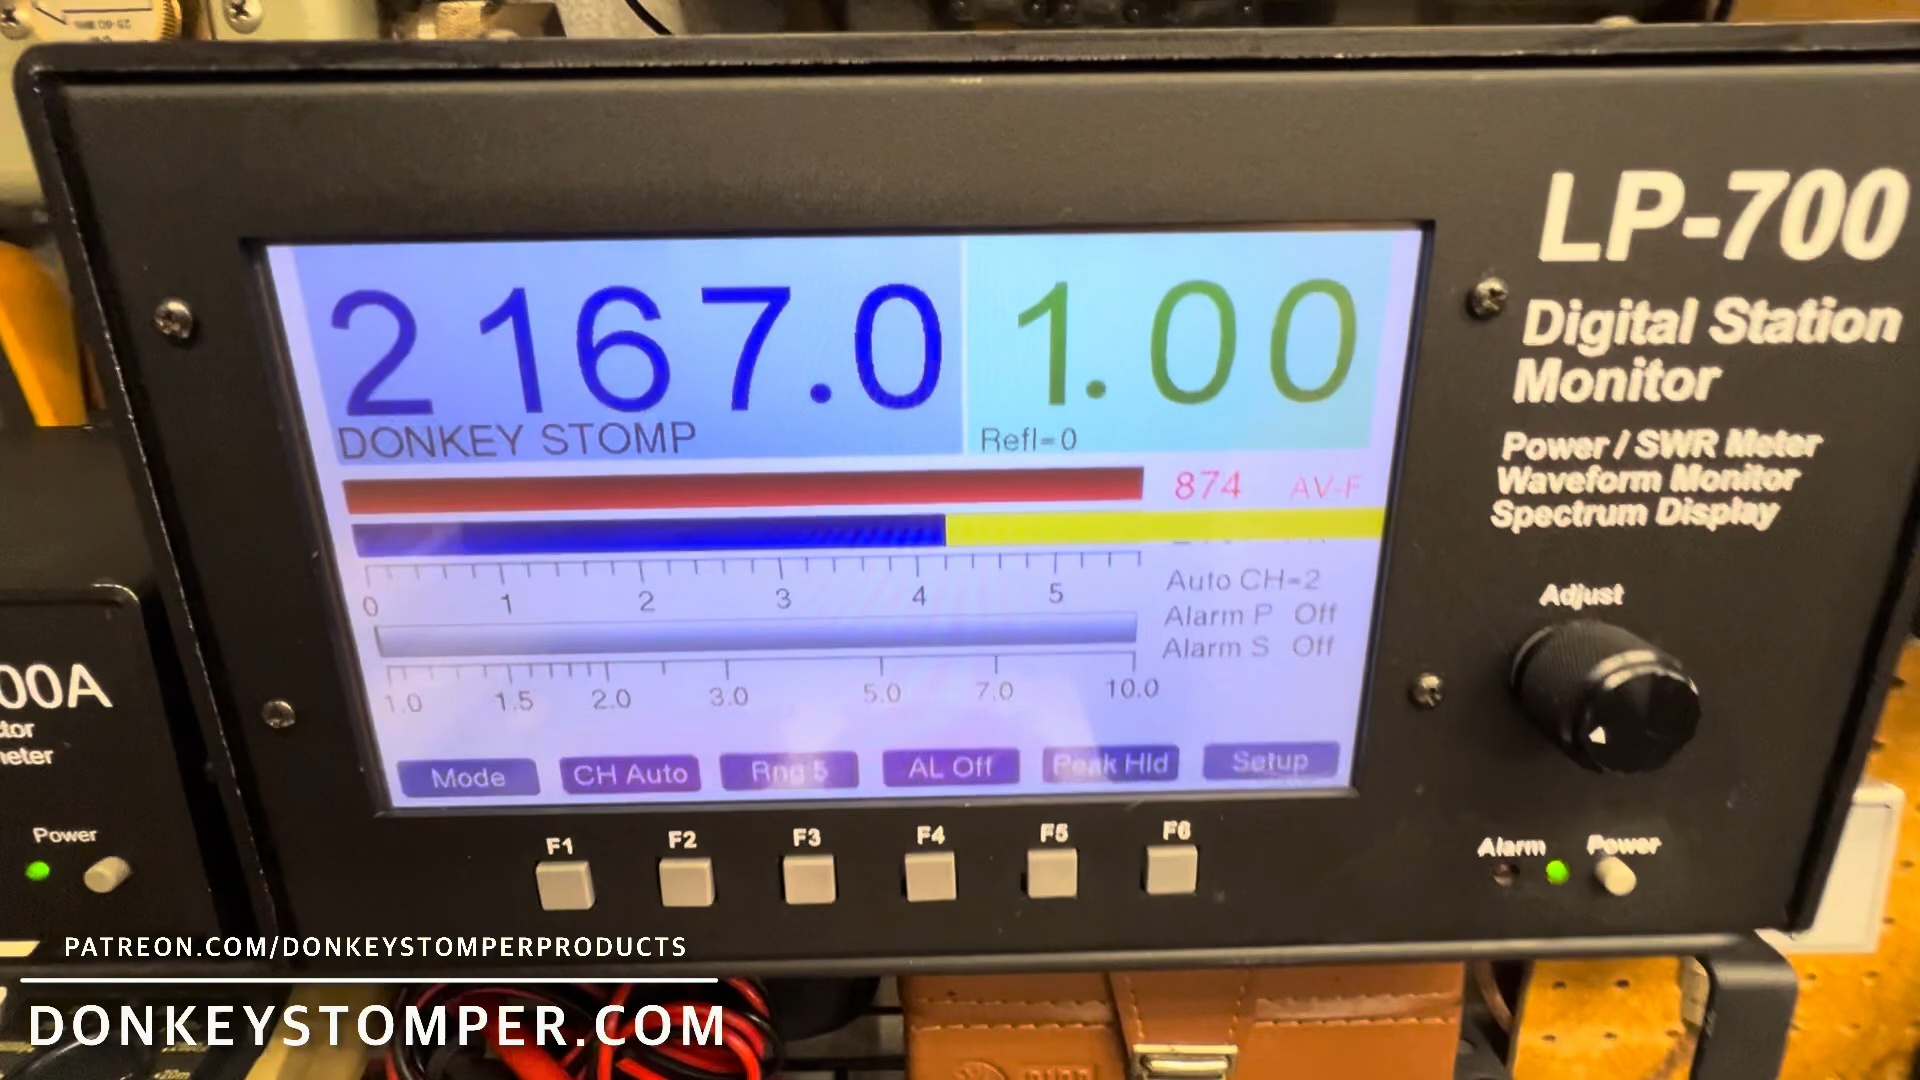 LP-700
Digital Station
Monitor
Power / SWR Meter
Waveform Monitor
Spectrum Display
2167.0
1.00
DONKEY STOMP
Refl=0
874 AV-F
0 1 2 3 4 5
Auto CH=2
Alarm P Off
Alarm S Off
1.0 1.5 2.0 3.0 5.0 7.0 10.0
Mode CH Auto Rng 5 AL Off Peak Hld Setup
F1 F2 F3 F4 F5 F6
Adjust
Alarm Power
00A
tor
meter
Power
PATREON.COM/DONKEYSTOMPERPRODUCTS
DONKEYSTOMPER.COM